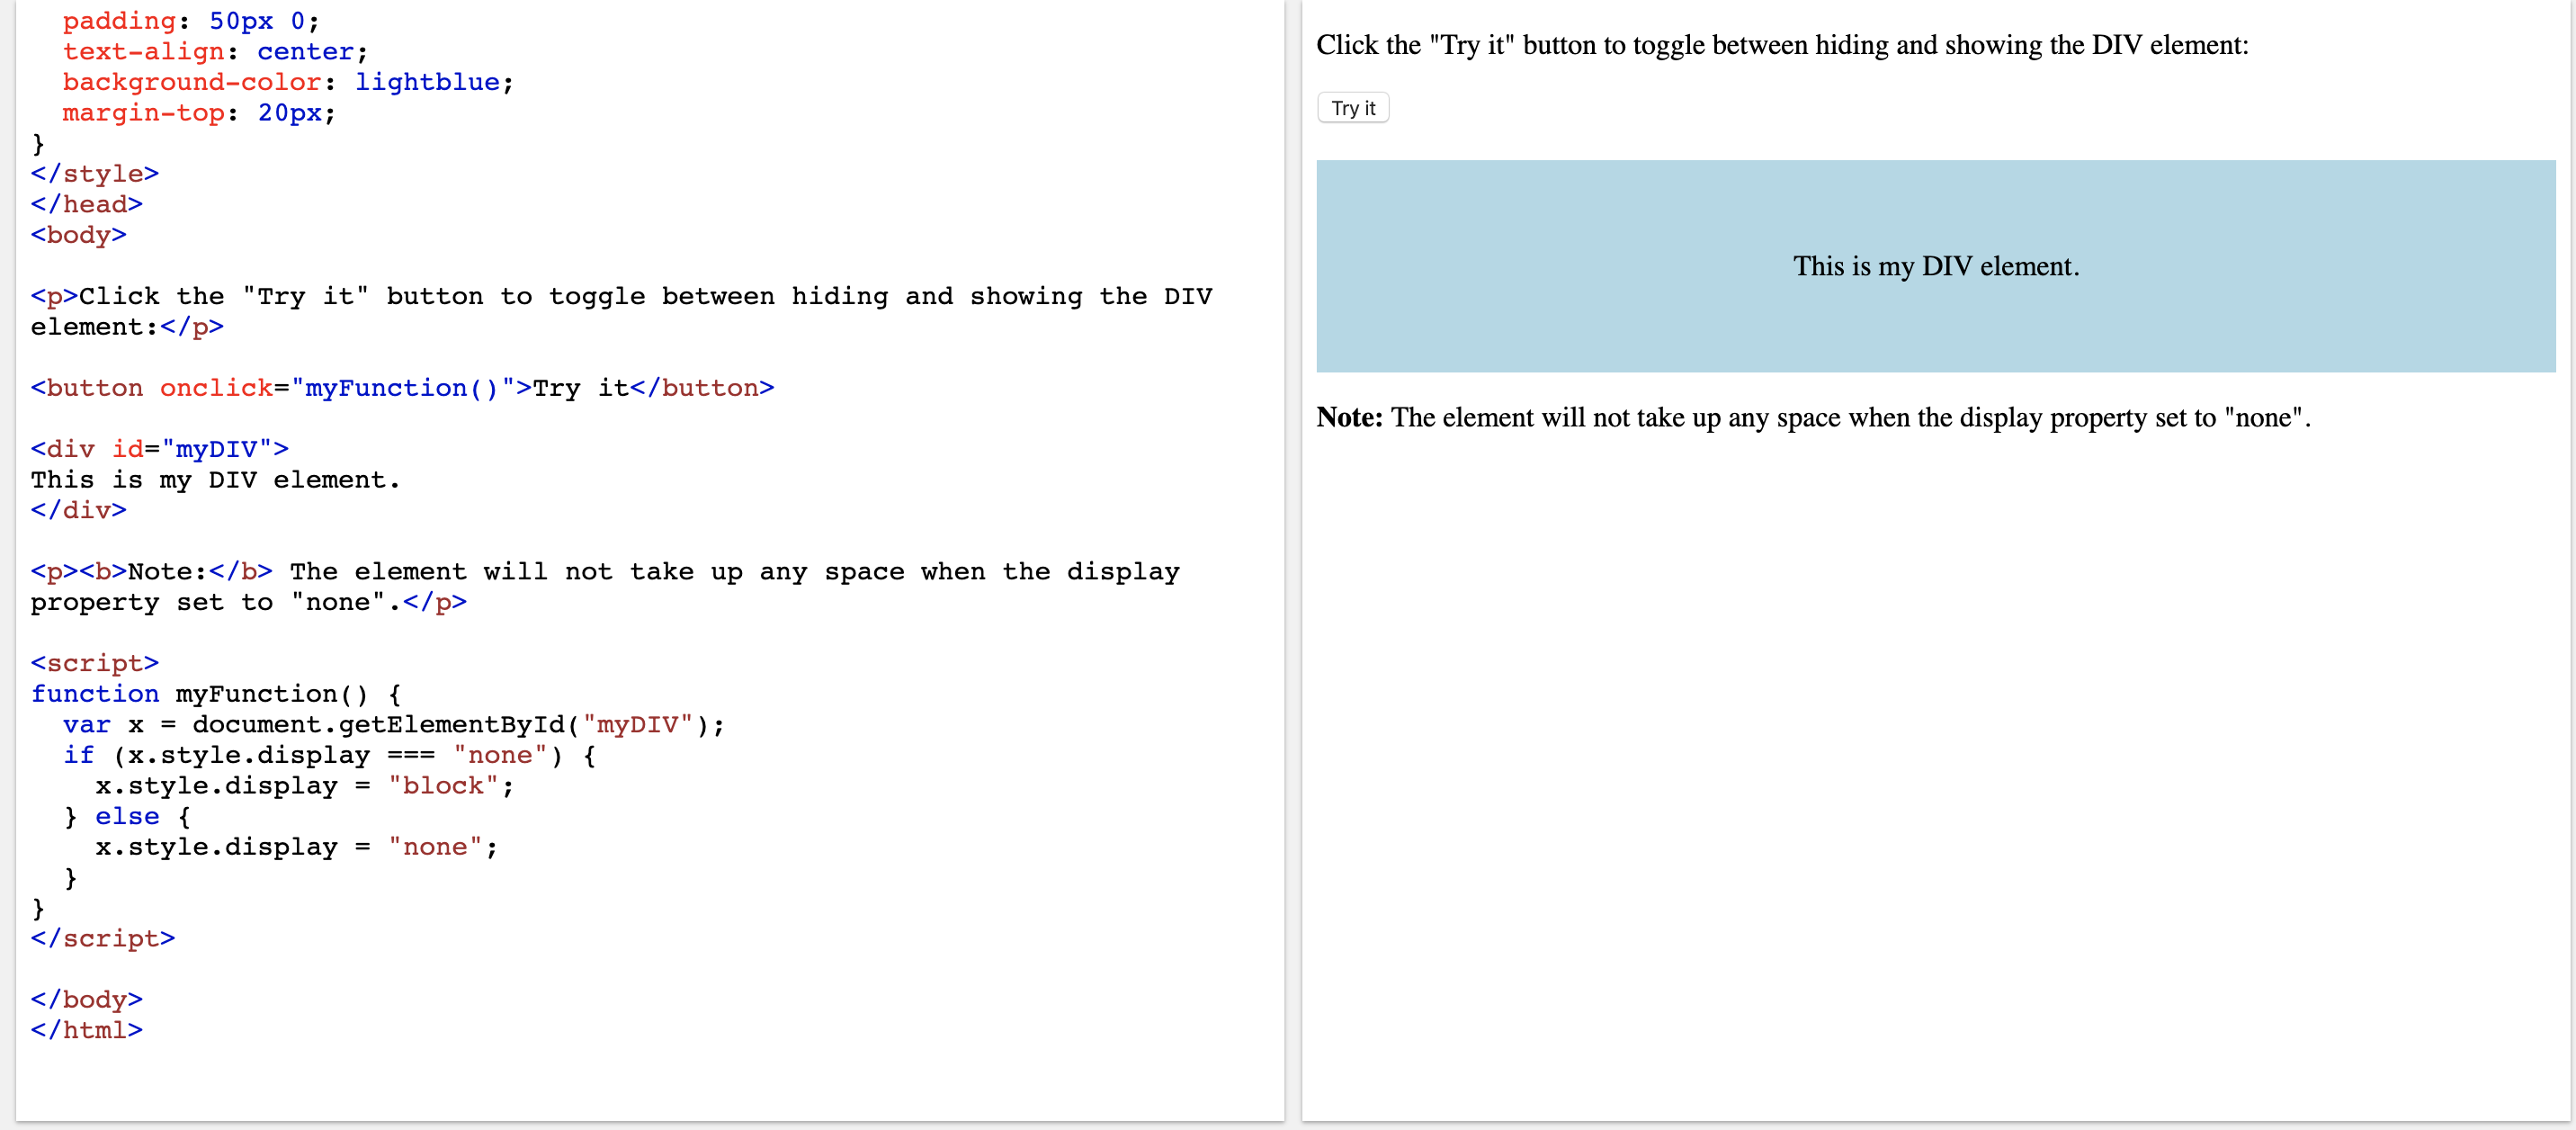 padding: 50px 0;
text-align: center;
background-color: lightblue;
margin-top: 20px;
}
</style>
</head>
<body>
<p>Click the "Try it" button to toggle between hiding and showing the DIV
element:</p>
<button onclick="myFunction()">Try it</button>
<div id="myDIV">
This is my DIV element.
</div>
<p><b>Note:</b> The element will not take up any space when the display
property set to "none".</p>
<script>
function myFunction() {
var x = document.getElementById("myDIV");
if (x.style.display === "none") {
x.style.display = "block";
} else {
x.style.display = "none";
}
}
</script>
</body>
</html>
Click the "Try it" button to toggle between hiding and showing the DIV element:
Try it
This is my DIV element.
Note: The element will not take up any space when the display property set to "none".